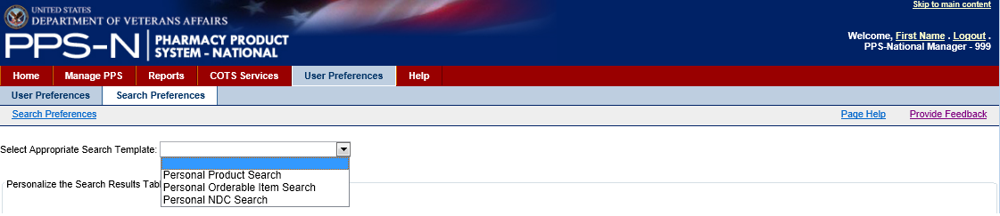 Skip to main content
UNITED STATES
DEPARTMENT OF VETERANS AFFAIRS
PPS-N PHARMACY PRODUCT
SYSTEM - NATIONAL
Welcome, First Name . Logout .
PPS-National Manager - 999
Home Manage PPS Reports COTS Services User Preferences Help
User Preferences Search Preferences
Search Preferences Page Help Provide Feedback
Select Appropriate Search Template:
Personal Product Search
Personalize the Search Results Tabl
Personal Orderable Item Search
Personal NDC Search